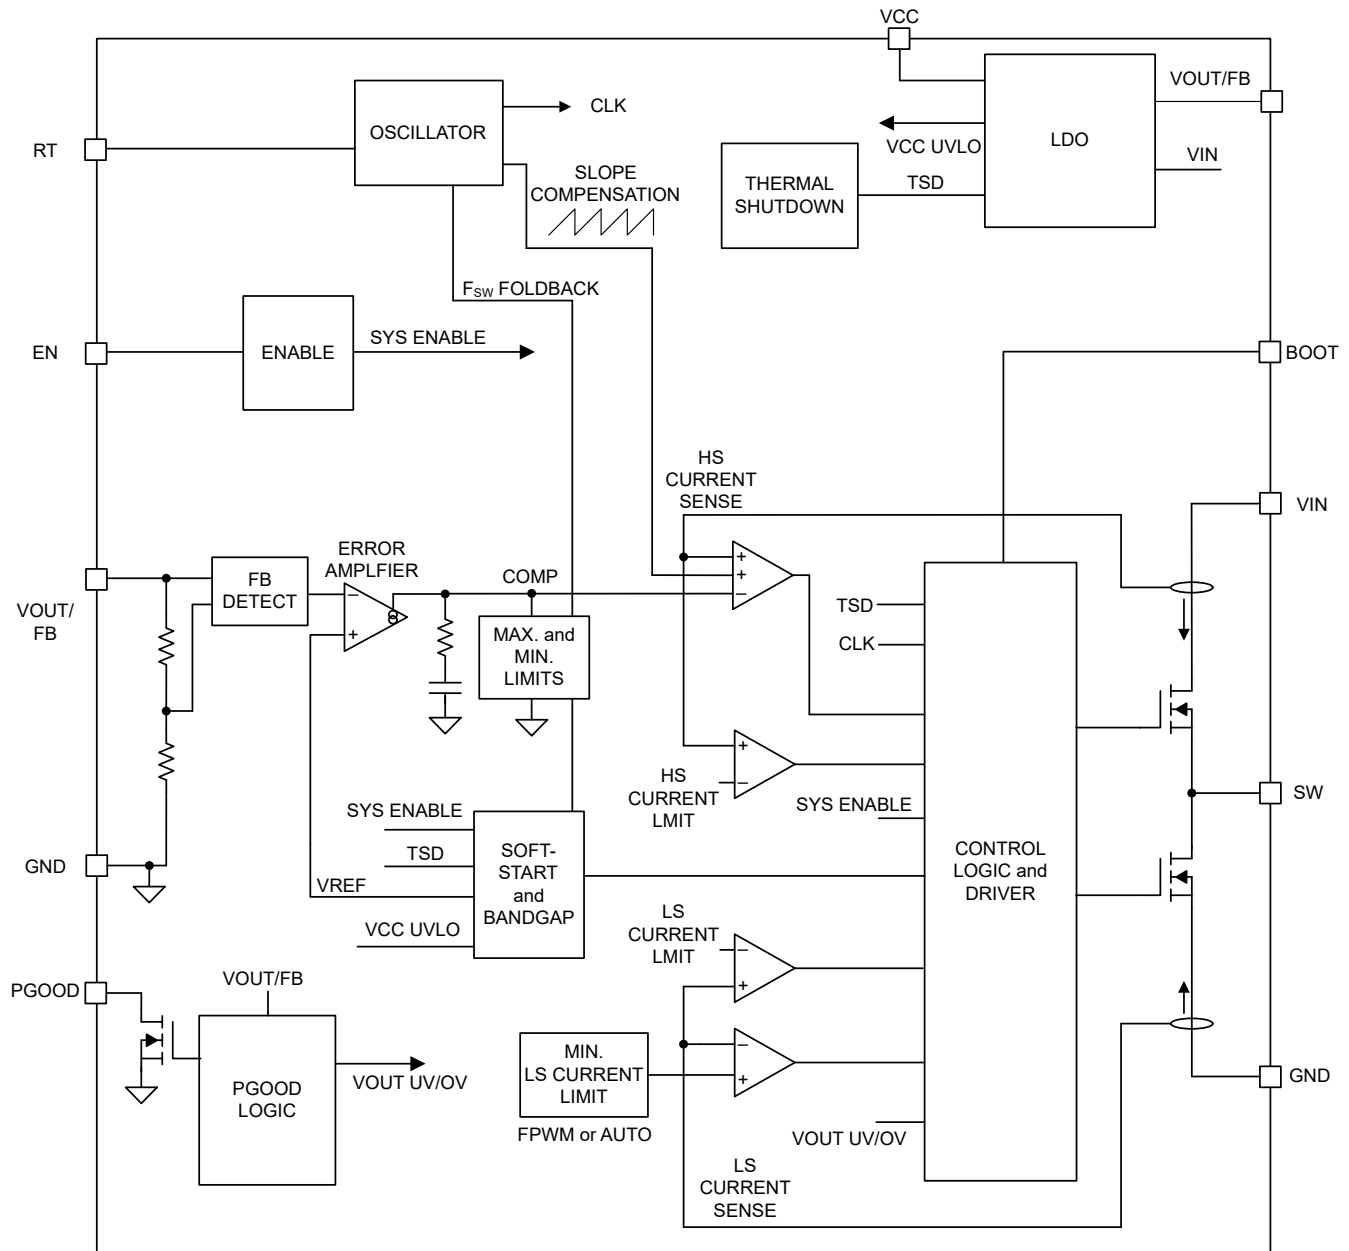 VCC
VOUT/FB
OSCILLATOR
CLK
RT
LDO
VCC UVLO
VIN
SLOPE
COMPENSATION
THERMAL
SHUTDOWN
TSD
FSW FOLDBACK
EN
ENABLE
SYS ENABLE
BOOT
HS
CURRENT
SENSE
VIN
ERROR
AMPLFIER
FB
DETECT
COMP
+
+
−
−
+
VOUT/
FB
MAX. and
MIN.
LIMITS
TSD
CLK
+
−
HS
CURRENT
LMIT
SYS ENABLE
SW
SYS ENABLE
TSD
VREF
VCC UVLO
SOFT-
START
and
BANDGAP
CONTROL
LOGIC and
DRIVER
GND
LS
CURRENT
LMIT
−
+
PGOOD
VOUT/FB
PGOOD
LOGIC
VOUT UV/OV
MIN.
LS CURRENT
LIMIT
−
+
FPWM or AUTO
VOUT UV/OV
GND
LS
CURRENT
SENSE